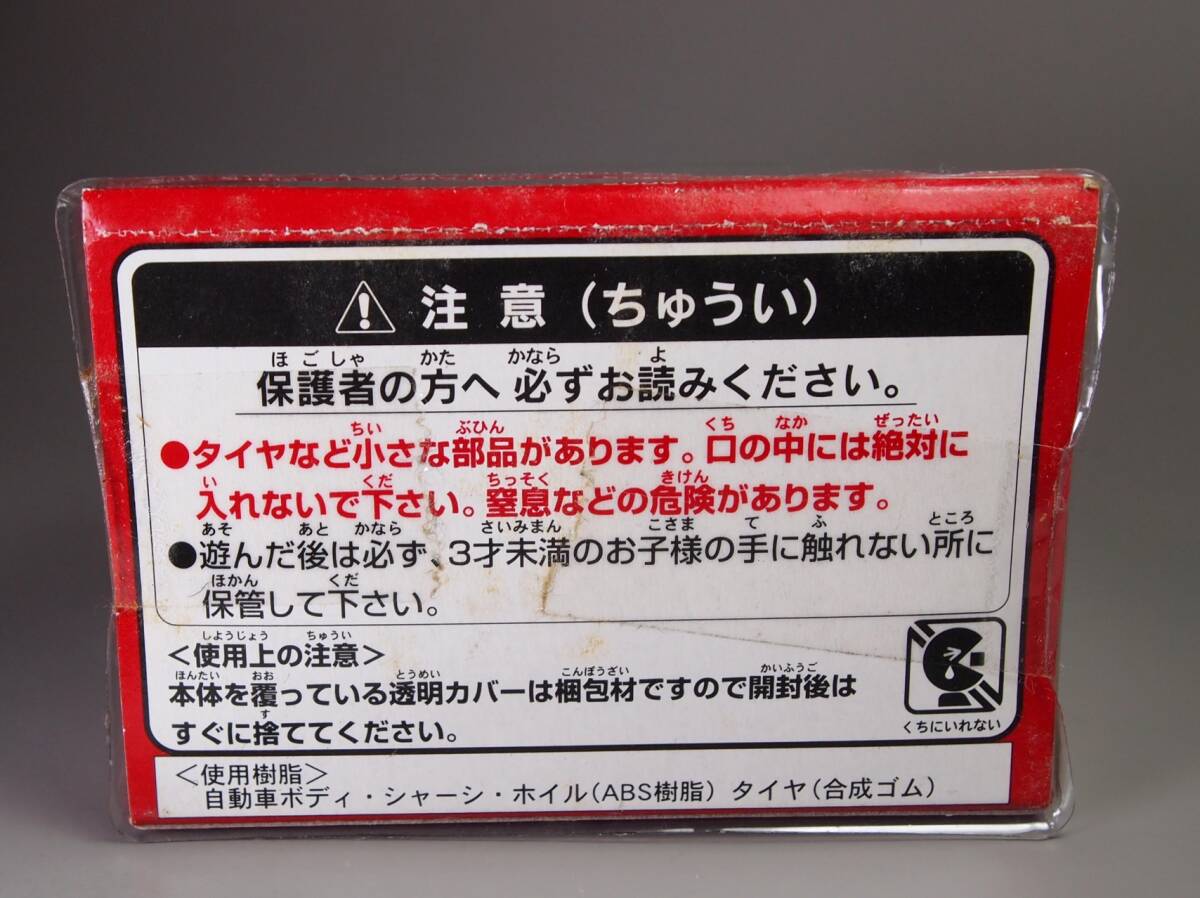 注意(ちゅうい)
ほごしゃ かた かなら よ
保護者の方へ 必ずお読みください。
ちい ぶひん くち なか ぜったい
●タイヤなど小さな部品があります。口の中には絶対に
い くだ ちっそく きけん
入れないで下さい。窒息などの危険があります。
あそ あと かなら さいみまん こさま て ふ ところ
●遊んだ後は必ず、3才未満のお子様の手に触れない所に
ほかん くだ
保管して下さい。
しようじょう ちゅうい
<使用上の注意>
ほんたい おお とうめい こんぽうざい かいふうご
本体を覆っている透明カバーは梱包材ですので開封後は
す
すぐに捨ててください。
くちにいれない
<使用樹脂>
自動車ボディ・シャーシ・ホイル(ABS樹脂) タイヤ(合成ゴム)